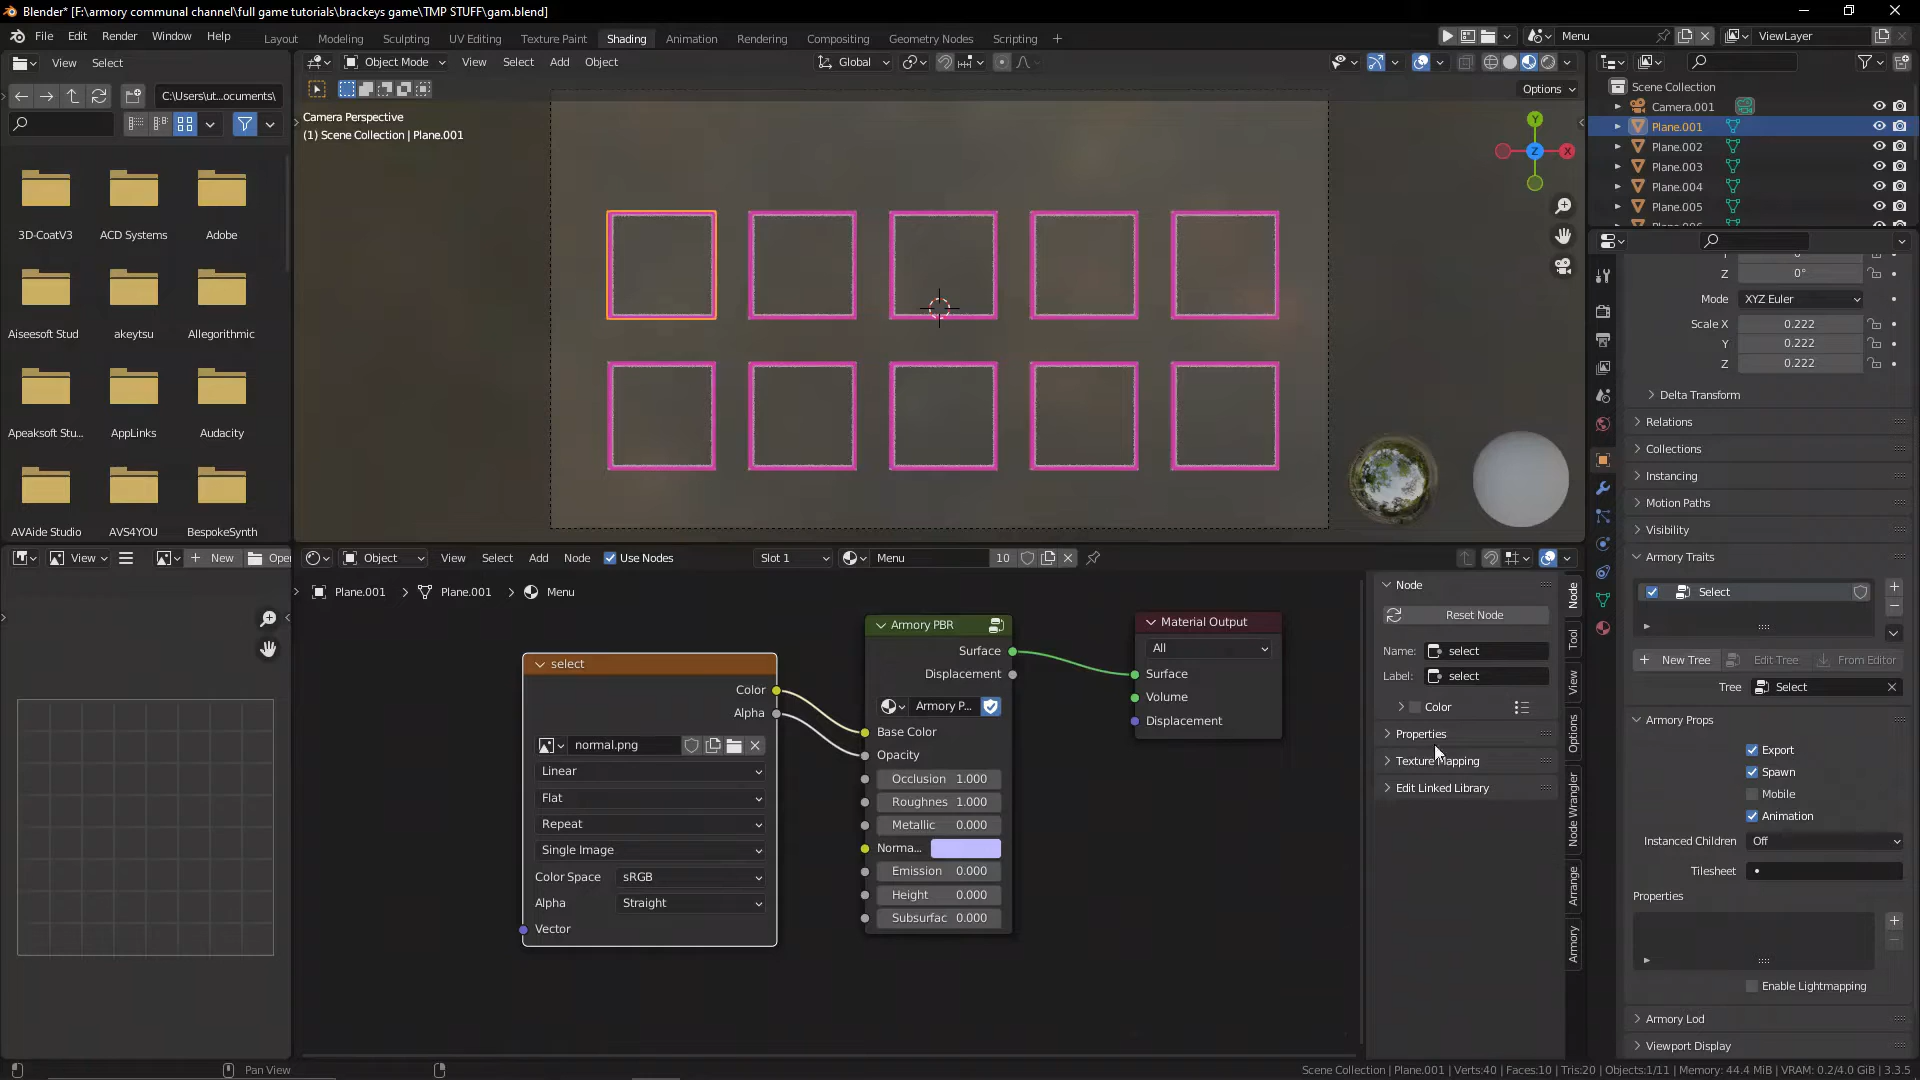 Blender* [F:\armory communal channel\full game tutorials\brackeys game\TMP STUFF\gam.blend]
File Edit Render Window Help
Layout Modeling Sculpting UV Editing Texture Paint Shading Animation Rendering Compositing Geometry Nodes Scripting +
Menu
ViewLayer
View Select
Object Mode View Select Add Object
Global
C:\Users\ut...ocuments\
Options
Camera Perspective
(1) Scene Collection | Plane.001
Y
X
Z
3D-CoatV3 ACD Systems Adobe
Aiseesoft Stud akeytsu Allegorithmic
Apeaksoft Stu... AppLinks Audacity
AVAide Studio AVS4YOU BespokeSynth
Scene Collection
Camera.001
Plane.001
Plane.002
Plane.003
Plane.004
Plane.005
Z 0°
Mode XYZ Euler
Scale X 0.222
Y 0.222
Z 0.222
Delta Transform
Relations
Collections
Instancing
Motion Paths
Visibility
Armory Traits
Select
New Tree Edit Tree From Editor
Tree Select
Armory Props
Export
Spawn
Mobile
Animation
Instanced Children Off
Tilesheet
Properties
Enable Lightmapping
Armory Lod
Viewport Display
View New Open
Object View Select Add Node Use Nodes Slot 1 Menu 10
Plane.001 > Plane.001 > Menu
select
Color
Alpha
normal.png
Linear
Flat
Repeat
Single Image
Color Space sRGB
Alpha Straight
Vector
Armory PBR
Surface
Displacement
Armory P...
Base Color
Opacity
Occlusion 1.000
Roughnes 1.000
Metallic 0.000
Norma...
Emission 0.000
Height 0.000
Subsurfac 0.000
Material Output
All
Surface
Volume
Displacement
Node
Reset Node
Name: select
Label: select
Color
Properties
Texture Mapping
Edit Linked Library
Node
Tool
View
Options
Node Wrangler
Arrange
Armory
Pan View
Scene Collection | Plane.001 | Verts:40 | Faces:10 | Tris:20 | Objects:1/11 | Memory: 44.4 MiB | VRAM: 0.2/4.0 GiB | 3.3.5